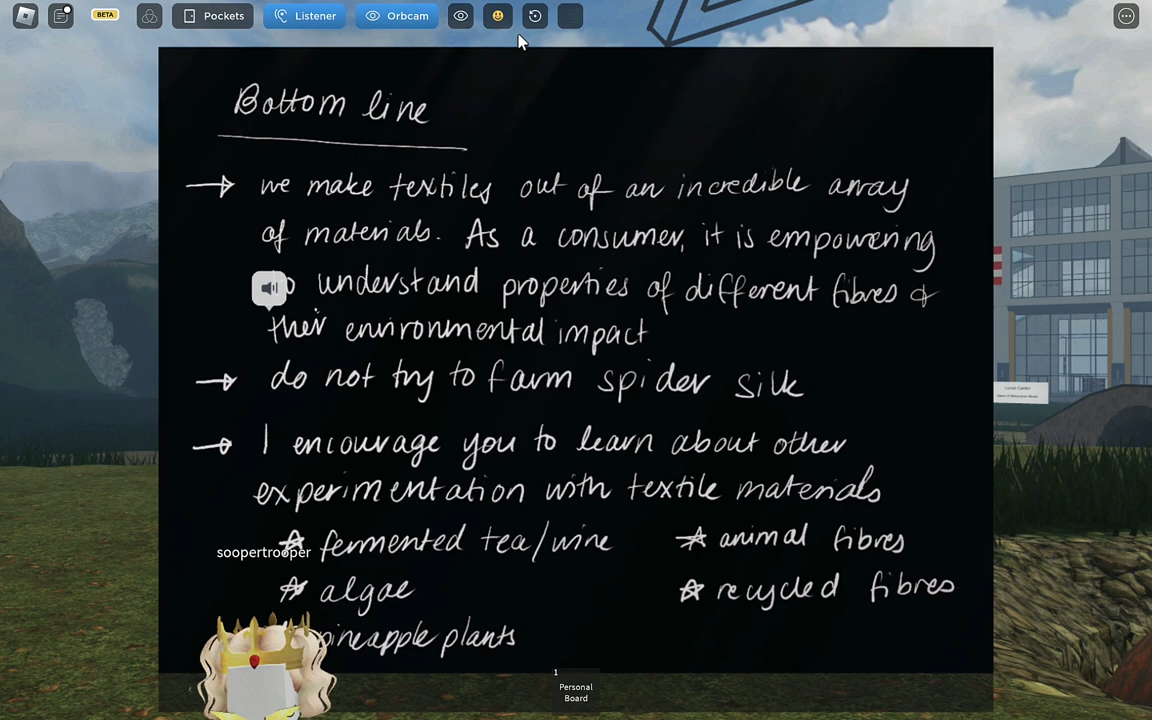 BETA
Pockets
Listener
Orbcam
Bottom line
→ we make textiles out of an incredible array
of materials. As a consumer, it is empowering
understand properties of different fibres &
their environmental impact
→ do not try to farm spider silk
→ I encourage you to learn about other
experimentation with textile materials
☆ fermented tea/wine ☆ animal fibres
soopertrooper
☆ algae ☆ recycled fibres
pineapple plants
1
Personal
Board